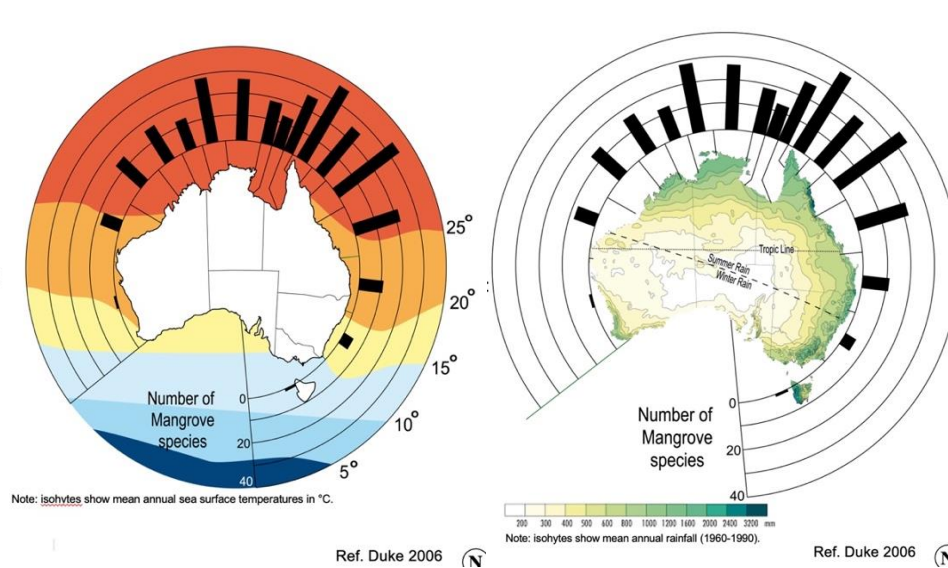 25°
20°
15°
10°
5°
0
20
40
Number of
Mangrove
species
Note: isohytes show mean annual sea surface temperatures in °C.
Ref. Duke 2006
N
Tropic Line
Summer Rain
Winter Rain
0
20
40
Number of
Mangrove
species
200 300 400 500 600 800 1000 1200 1600 2000 2400 3200 mm
Note: isohytes show mean annual rainfall (1960-1990).
Ref. Duke 2006
N